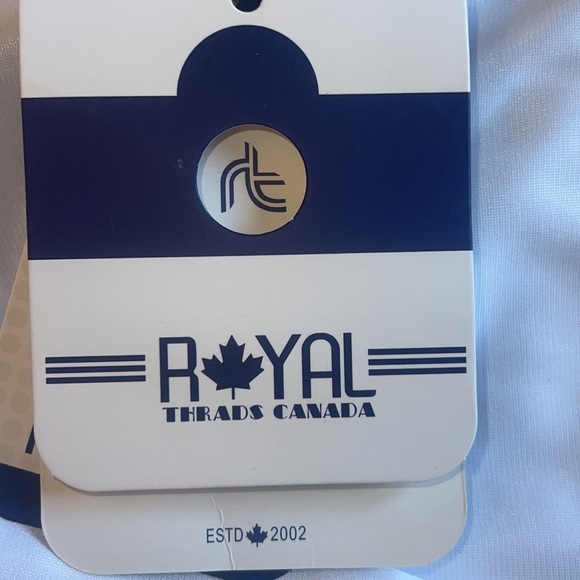 rt
ROYAL
THRADS CANADA
ESTD 2002